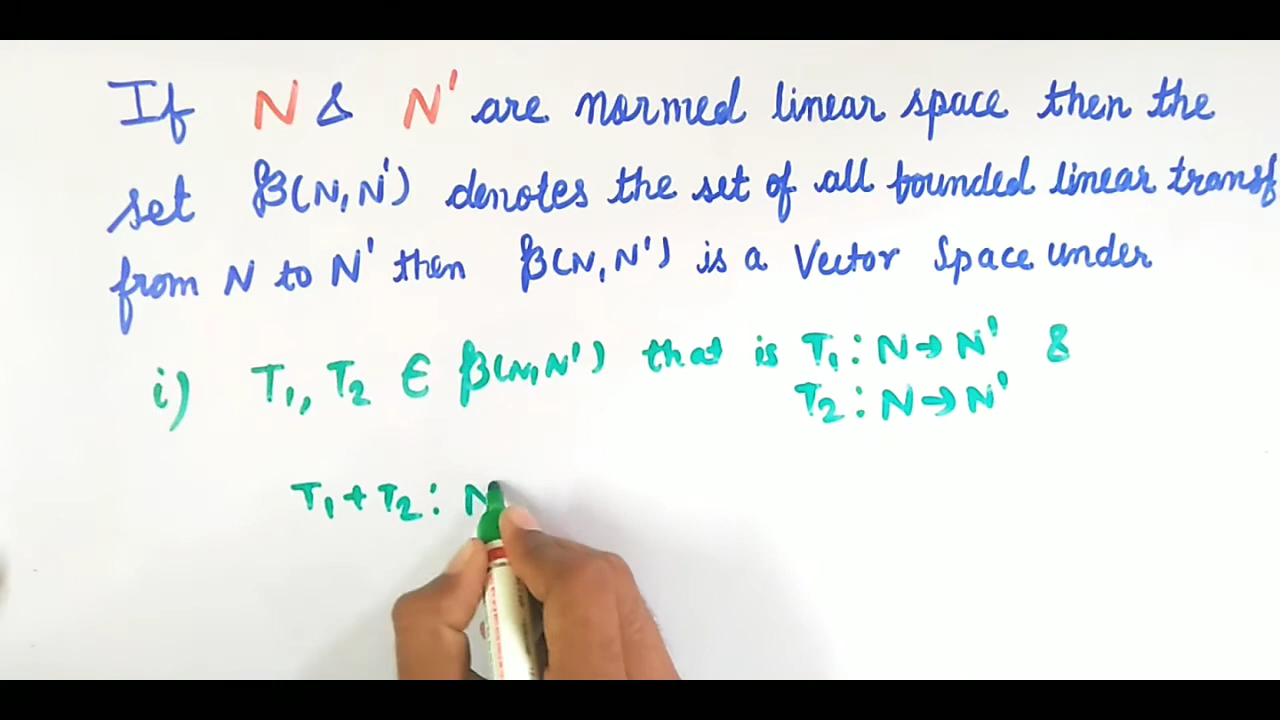 If N & N' are normed linear space then the
set β(N, N') denotes the set of all bounded linear transf
from N to N' then β(N, N') is a Vector Space under
i) T₁, T₂ ∈ β(N, N') that is T₁ : N → N' &
T₂ : N → N'
T₁ + T₂ : N